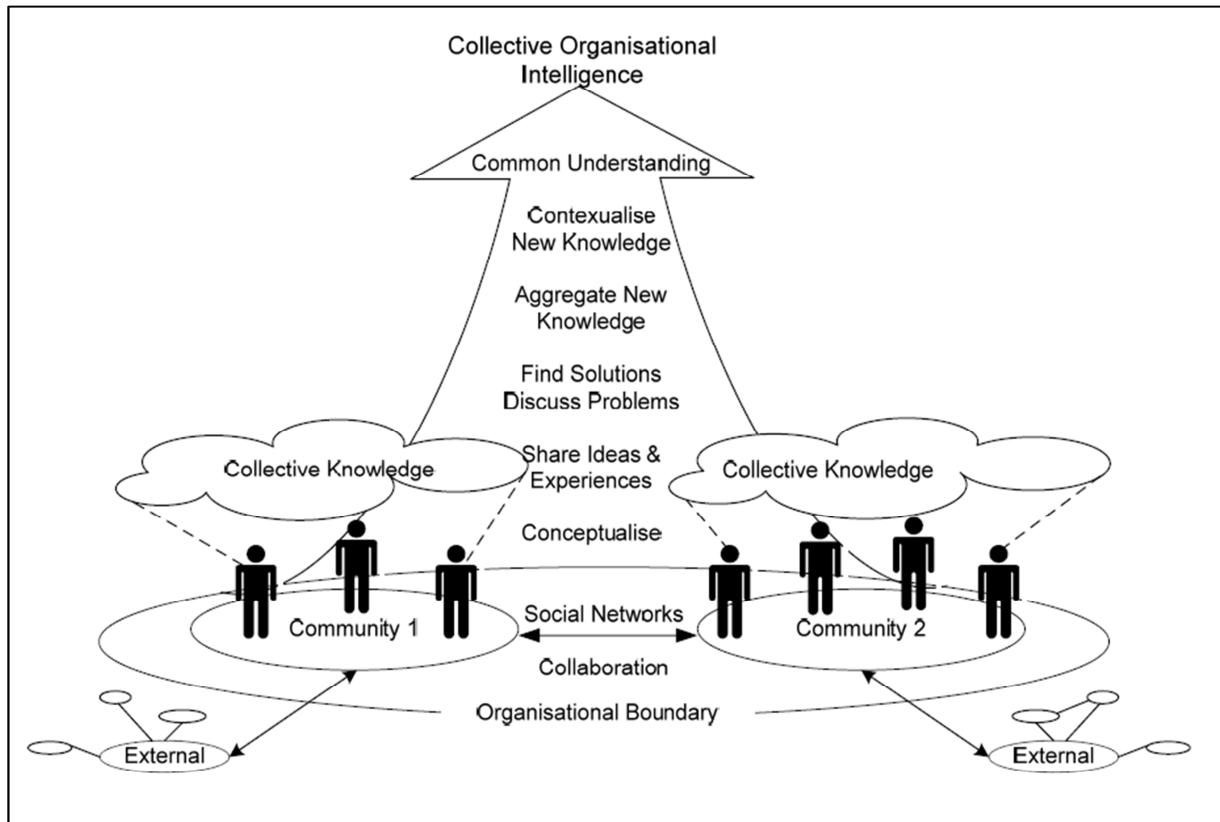 Collective Organisational
Intelligence
Common Understanding
Contexualise
New Knowledge
Aggregate New
Knowledge
Find Solutions
Discuss Problems
Collective Knowledge
Share Ideas &
Experiences
Collective Knowledge
Conceptualise
Community 1
Social Networks
Community 2
Collaboration
Organisational Boundary
External
External